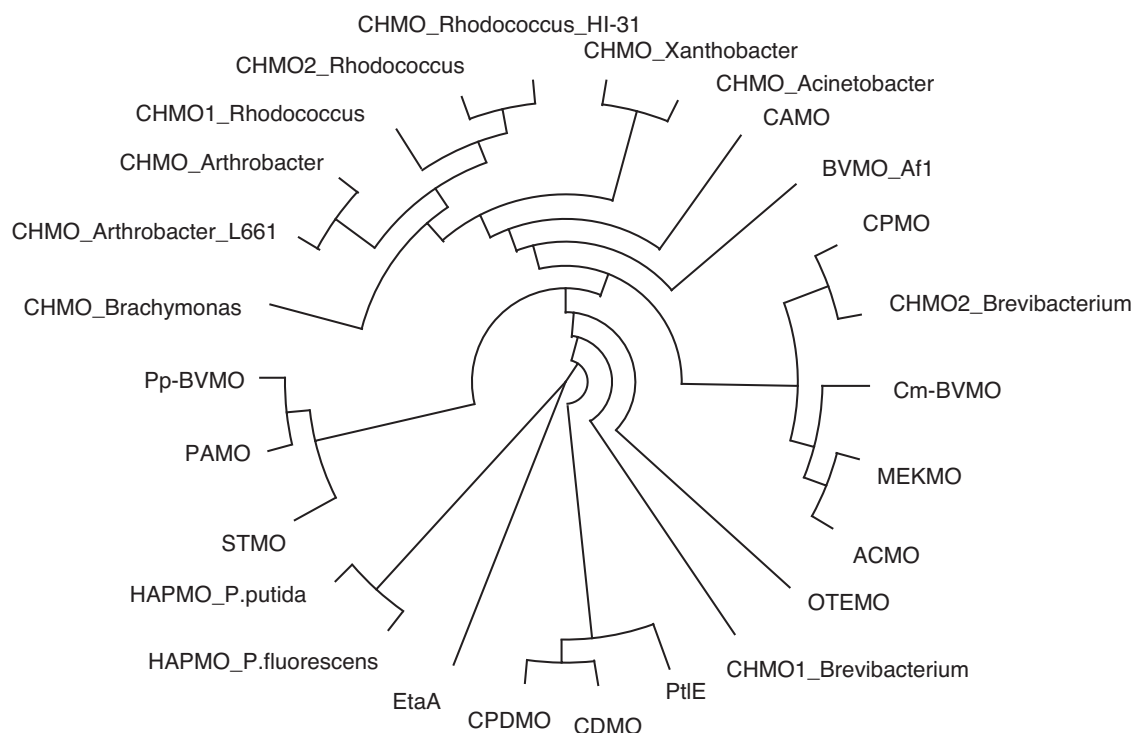 CHMO_Rhodococcus_HI-31
CHMO_Xanthobacter
CHMO2_Rhodococcus
CHMO_Acinetobacter
CHMO1_Rhodococcus
CAMO
CHMO_Arthrobacter
BVMO_Af1
CPMO
CHMO_Arthrobacter_L661
CHMO_Brachymonas
CHMO2_Brevibacterium
Pp-BVMO
Cm-BVMO
PAMO
MEKMO
STMO
ACMO
HAPMO_P.putida
OTEMO
HAPMO_P.fluorescens
CHMO1_Brevibacterium
EtaA
PtlE
CPDMO
CDMO